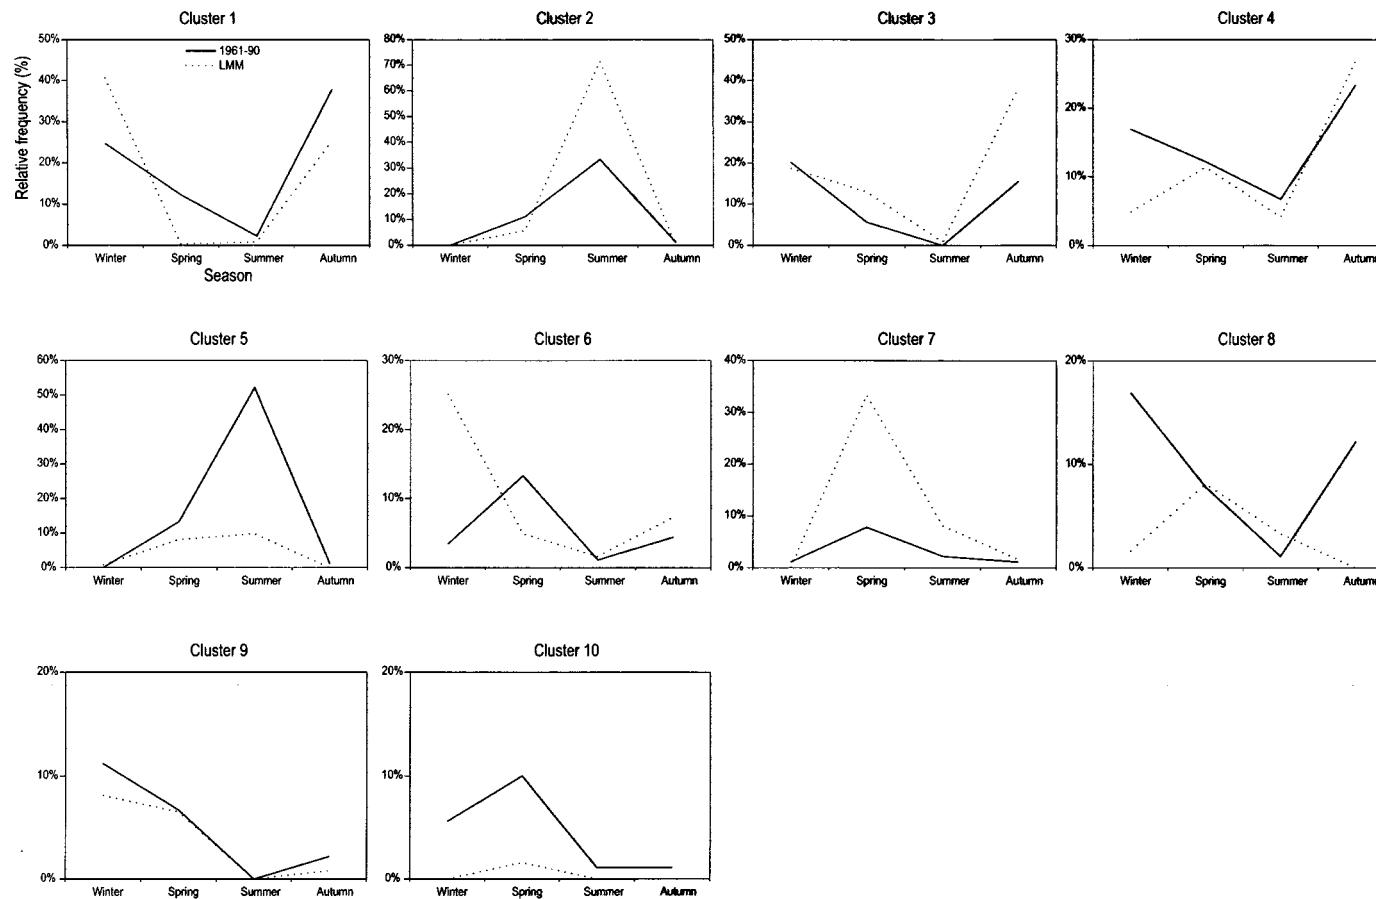 Cluster 1
Cluster 2
Cluster 3
Cluster 4
50%
40%
30%
20%
10%
0%
Relative frequency (%)
1961-90
LMM
Winter Spring Summer Autumn
Season
80%
70%
60%
50%
40%
30%
20%
10%
0%
Winter Spring Summer Autumn
50%
40%
30%
20%
10%
0%
Winter Spring Summer Autumn
30%
20%
10%
0%
Winter Spring Summer Autumn
Cluster 5
Cluster 6
Cluster 7
Cluster 8
60%
50%
40%
30%
20%
10%
0%
Winter Spring Summer Autumn
30%
20%
10%
0%
Winter Spring Summer Autumn
40%
30%
20%
10%
0%
Winter Spring Summer Autumn
20%
10%
0%
Winter Spring Summer Autumn
Cluster 9
Cluster 10
20%
10%
0%
Winter Spring Summer Autumn
20%
10%
0%
Winter Spring Summer Autumn